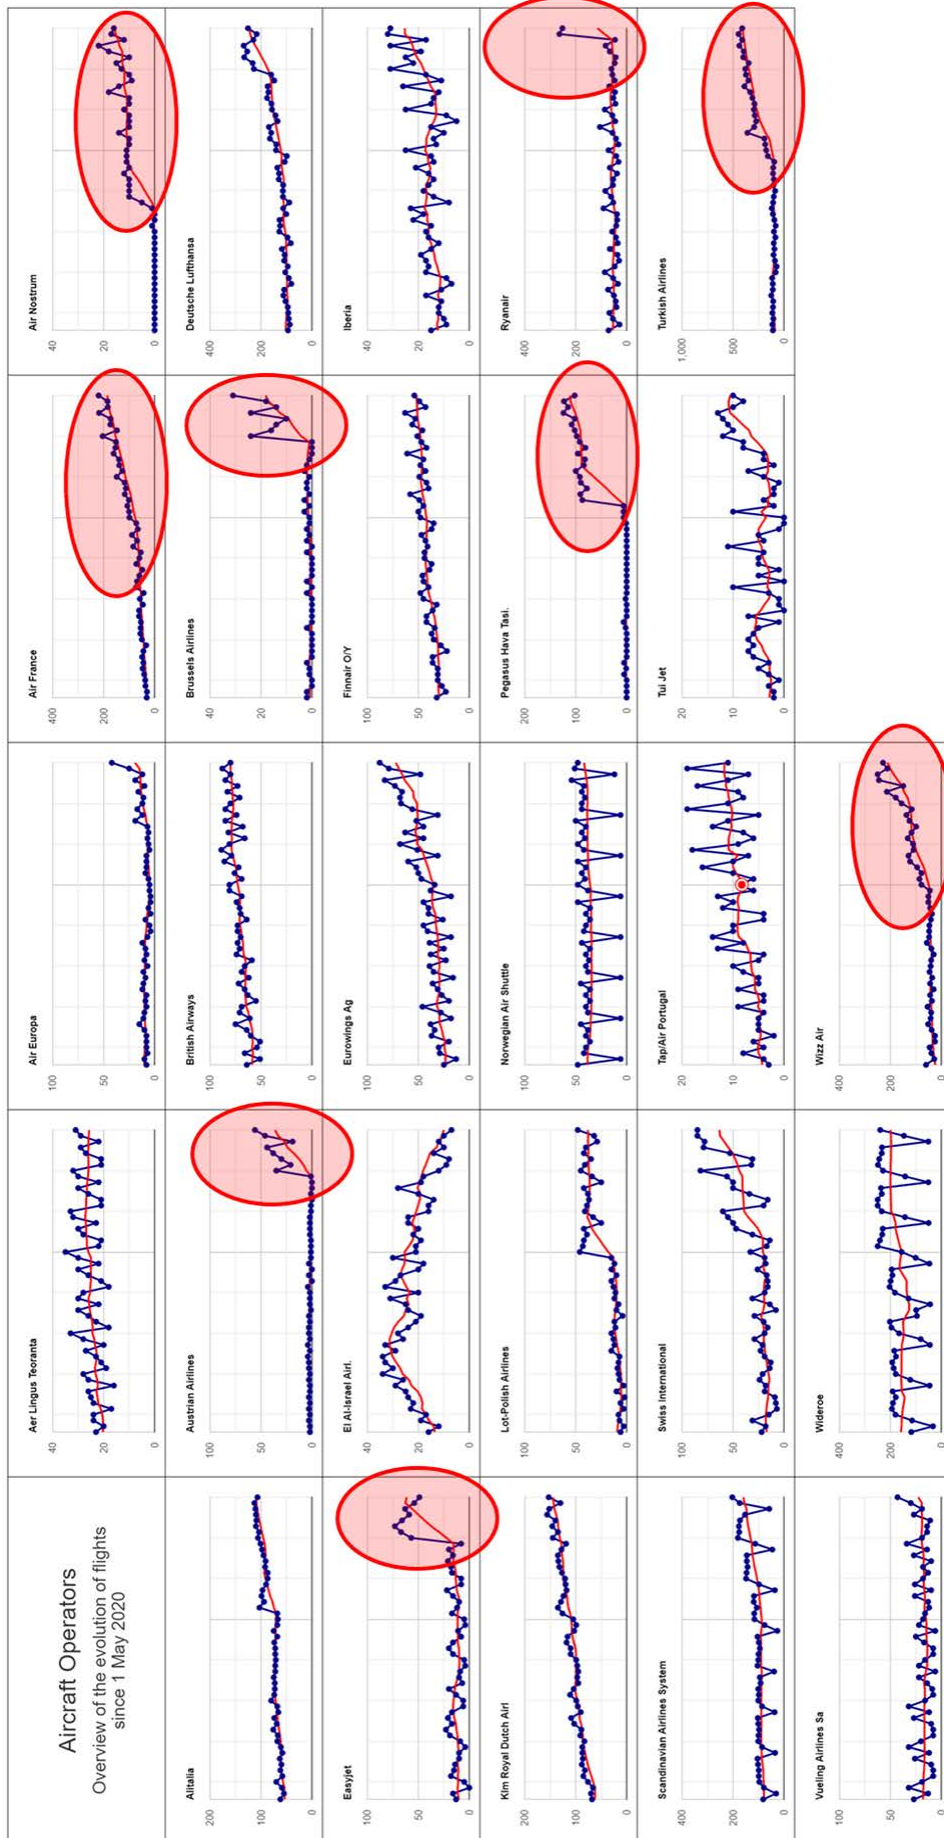 Aircraft Operators
Overview of the evolution of flights
since 1 May 2020
Aer Lingus Teoranta
40
20
0
Air Europa
100
50
0
Air France
400
200
0
Air Nostrum
40
20
0
Alitalia
200
100
0
Austrian Airlines
100
50
0
British Airways
100
50
0
Brussels Airlines
40
20
0
Deutsche Lufthansa
400
200
0
Easyjet
100
50
0
El Al-Israel Airl.
50
0
Eurowings Ag
100
50
0
Finnair O/Y
100
50
0
Iberia
40
20
0
Klm Royal Dutch Airl
200
100
0
Lot-Polish Airlines
100
50
0
Norwegian Air Shuttle
100
50
0
Pegasus Hava Tasi.
200
100
0
Ryanair
400
200
0
Scandinavian Airlines System
200
100
0
Swiss International
100
50
0
Tap/Air Portugal
20
10
0
Tui Jet
20
10
0
Turkish Airlines
1 000
500
0
Vueling Airlines Sa
50
0
Wideroe
400
200
0
Wizz Air
400
200
0